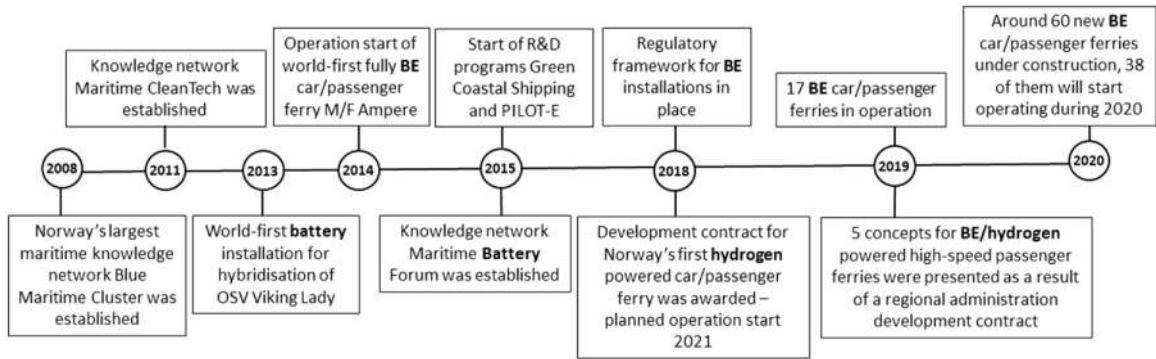 Knowledge network
Maritime CleanTech was
established
Operation start of
world-first fully BE
car/passenger
ferry M/F Ampere
Start of R&D
programs Green
Coastal Shipping
and PILOT-E
Regulatory
framework for BE
installations in
place
17 BE car/passenger
ferries in operation
Around 60 new BE
car/passenger ferries
under construction, 38
of them will start
operating during 2020
2008
2011
2013
2014
2015
2018
2019
2020
Norway's largest
maritime knowledge
network Blue
Maritime Cluster was
established
World-first battery
installation for
hybridisation of
OSV Viking Lady
Knowledge network
Maritime Battery
Forum was established
Development contract for
Norway's first hydrogen
powered car/passenger
ferry was awarded –
planned operation start
2021
5 concepts for BE/hydrogen
powered high-speed passenger
ferries were presented as a result
of a regional administration
development contract